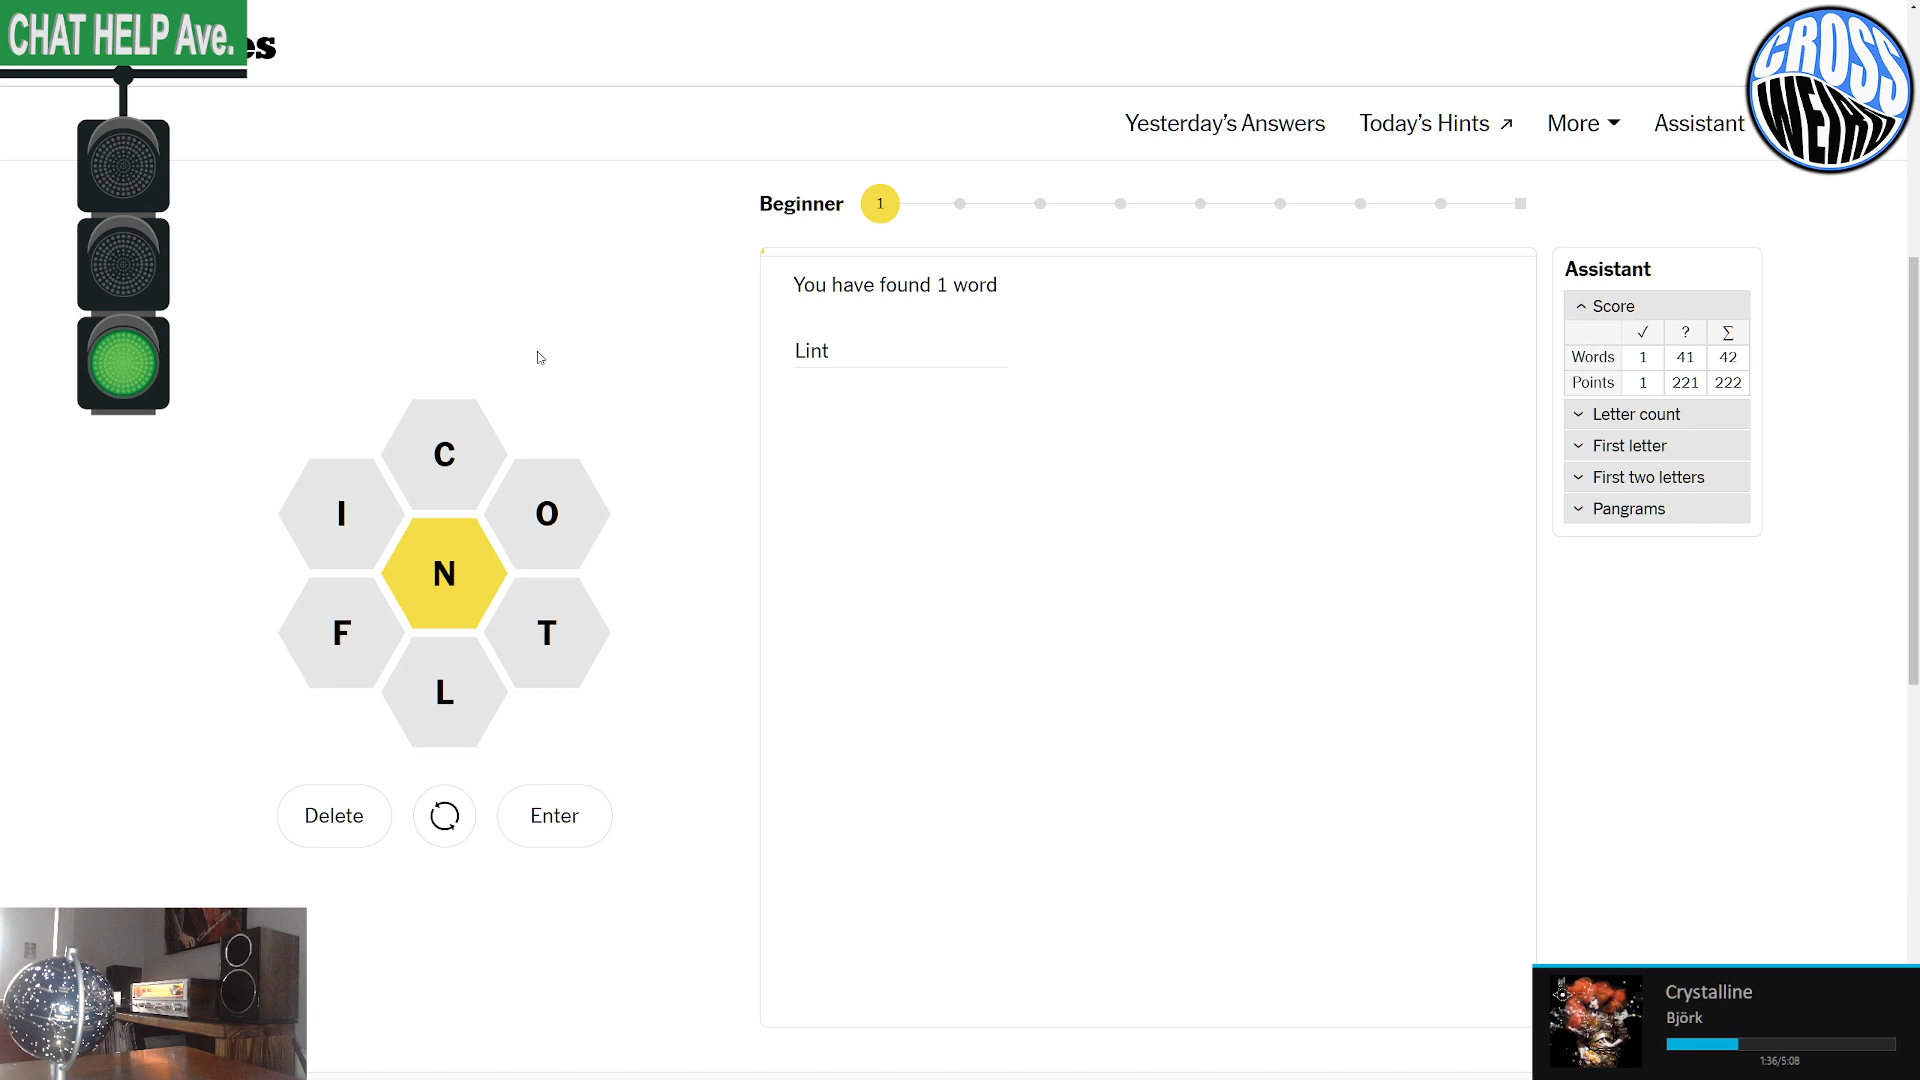 CHAT HELP Ave.
es
CROSS
WEIRD
Yesterday's Answers Today's Hints More Assistant
Beginner 1
You have found 1 word
Lint
Assistant
Score
✓ ? ∑
Words 1 41 42
Points 1 221 222
Letter count
First letter
First two letters
Pangrams
C
I O
N
F T
L
Delete Enter
Crystalline
Björk
1:36/5:08